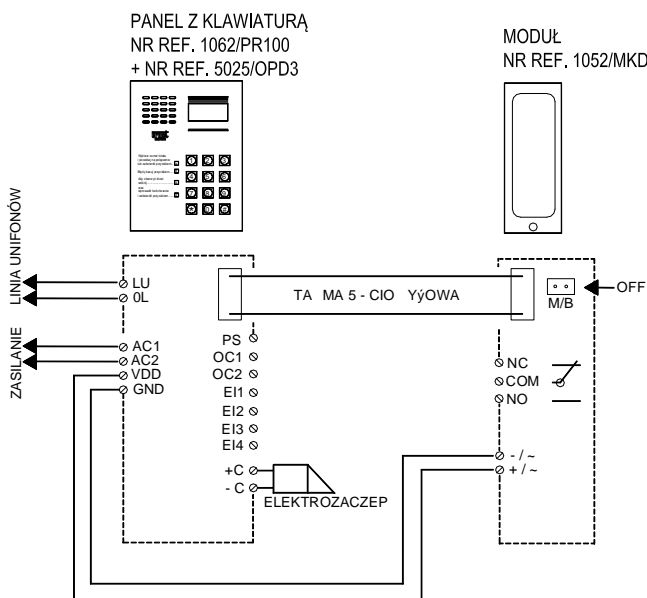 PANEL Z KLAWIATURĄ
NR REF. 1062/PR100
+ NR REF. 5025/OPD3
MODUŁ
NR REF. 1052/MKD
LINIA UNIFONÓW
LU
0L
TA MA 5 - CIO YýOWA
M/B
OFF
ZASILANIE
AC1
AC2
VDD
GND
PS
OC1
OC2
EI1
EI2
EI3
EI4
+C
- C
ELEKTROZACZEP
NC
COM
NO
- / ~
+ / ~